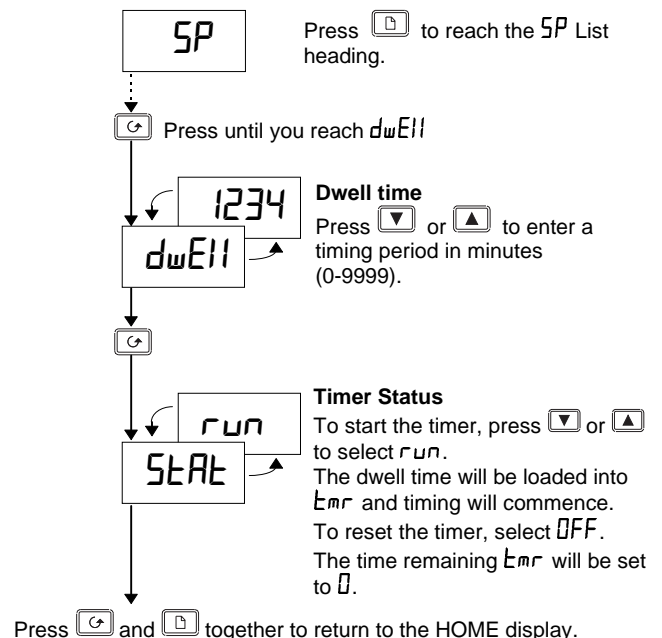 SP
Press to reach the SP List
heading.
Press until you reach dwEll
1234
dwEll
Dwell time
Press or to enter a
timing period in minutes
(0-9999).
run
StAt
Timer Status
To start the timer, press or
to select run.
The dwell time will be loaded into
tmr and timing will commence.
To reset the timer, select OFF.
The time remaining tmr will be set
to 0.
Press and together to return to the HOME display.